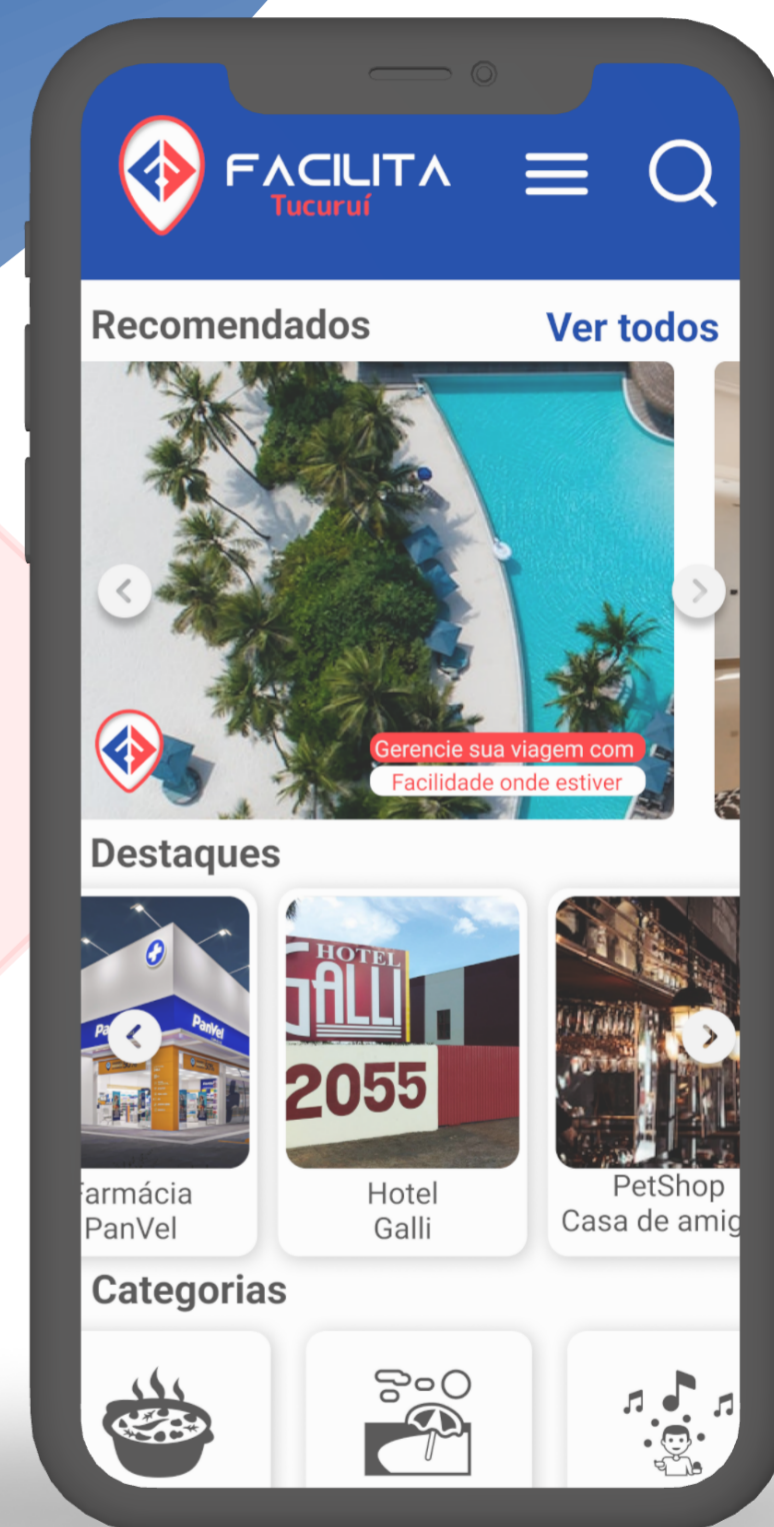 FACILITA
Tucuruí
Recomendados
Ver todos
Gerencie sua viagem com
Facilidade onde estiver
Destaques
PanVel
HOTEL
GALLI
2055
armácia
PanVel
Hotel
Galli
PetShop
Casa de amig
Categorias